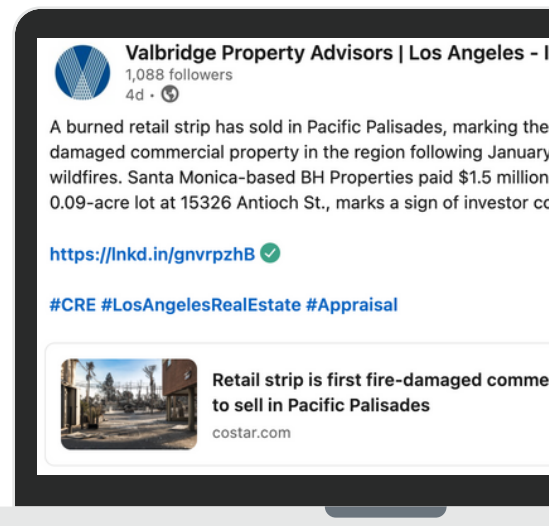 Valbridge Property Advisors | Los Angeles -
1,088 followers
4d •
A burned retail strip has sold in Pacific Palisades, marking the
damaged commercial property in the region following January
wildfires. Santa Monica-based BH Properties paid $1.5 million
0.09-acre lot at 15326 Antioch St., marks a sign of investor
https://lnkd.in/gnvrpzhB
#CRE #LosAngelesRealEstate #Appraisal
Retail strip is first fire-damaged
to sell in Pacific Palisades
costar.com